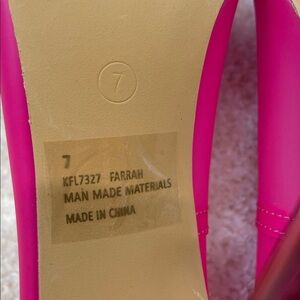 7
7
KFL7327 FARRAH
MAN MADE MATERIALS
MADE IN CHINA